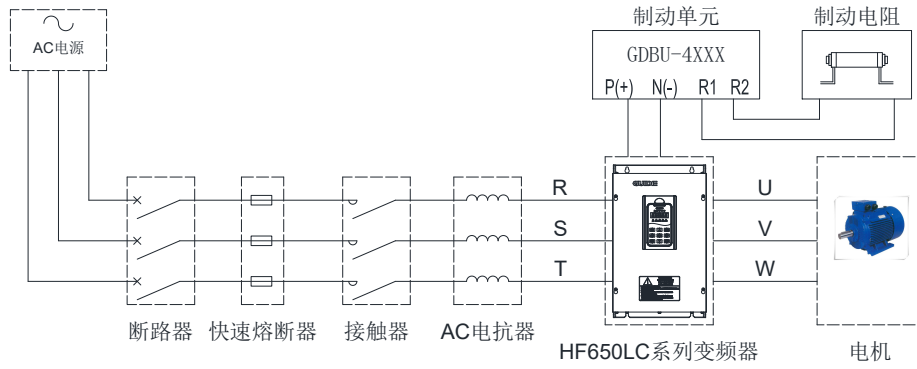 制动单元
制动电阻
AC电源
GDBU-4XXX
P(+) N(-) R1 R2
R
U
S
V
T
W
断路器
快速熔断器
接触器
AC电抗器
HF650LC系列变频器
电机